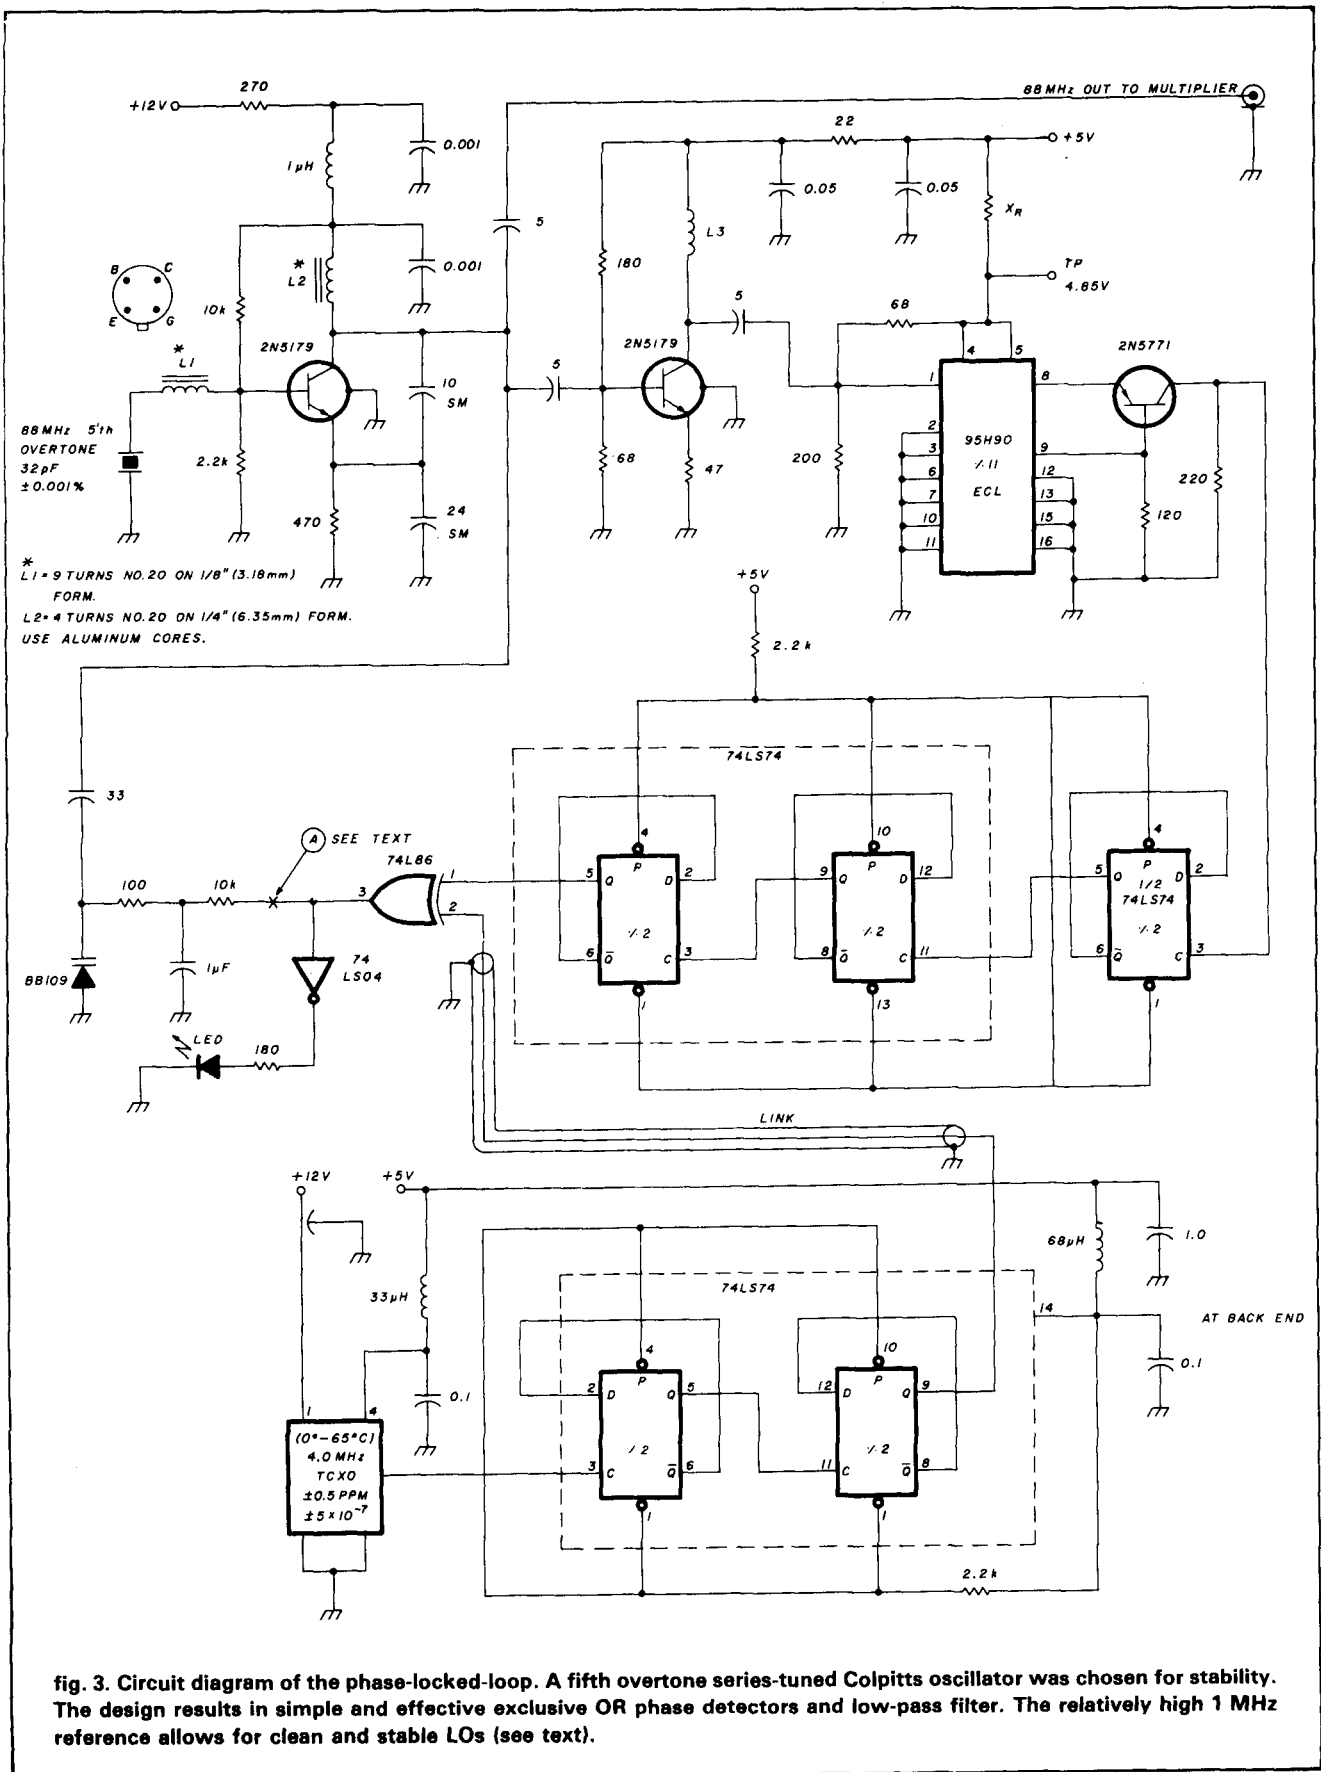 88MHz OUT TO MULTIPLIER
+12V
270
0.001
1µH
22
+5V
0.05
0.05
XR
5
L3
180
TP
4.85V
B C
E G
*
L2
0.001
10k
*
L1
2N5179
10
SM
5
2N5179
5
68
4 5
2N5771
1
2
3
6
7
10
11
95H90
⁒11
ECL
8
9
12
13
15
16
88MHz 5'th
OVERTONE
32pF
±0.001%
2.2k
470
24
SM
68
47
200
120
220
*
L1 = 9 TURNS NO.20 ON 1/8" (3.18mm)
FORM.
L2= 4 TURNS NO.20 ON 1/4" (6.35mm) FORM.
USE ALUMINUM CORES.
+5V
2.2k
74LS74
33
A SEE TEXT
74L86
100
10k
3
1
2
4
P
5 Q D 2
⁒2
6 Q̅ C 3
1
10
P
9 Q D 12
⁒2
8 Q̅ C 11
13
4
P
5 Q D 2
1/2
74LS74
⁒2
6 Q̅ C 3
1
BB109
1µF
74
LS04
LED
180
LINK
+12V
+5V
68µH
1.0
33µH
74LS74
14
AT BACK END
0.1
0.1
1 4
(0°-65°C)
4.0MHz
TCXO
±0.5 PPM
±5 x 10⁻⁷
4
P
2 D Q 5
⁒2
3 C Q̅ 6
1
10
P
12 D Q 9
⁒2
11 C Q̅ 8
1
2.2k
fig. 3. Circuit diagram of the phase-locked-loop. A fifth overtone series-tuned Colpitts oscillator was chosen for stability.
The design results in simple and effective exclusive OR phase detectors and low-pass filter. The relatively high 1 MHz
reference allows for clean and stable LOs (see text).